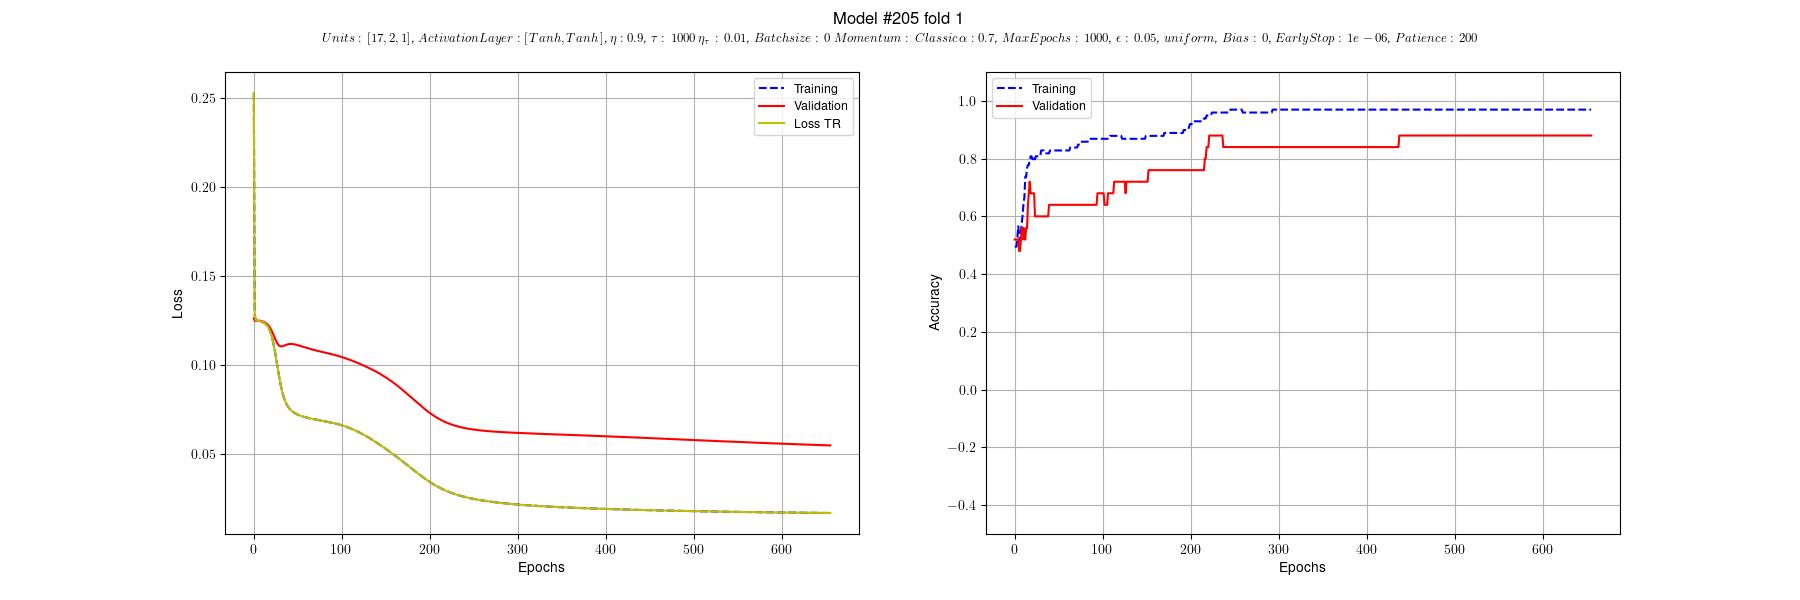 Model #205 fold 1
Units : [17, 2, 1], ActivationLayer : [Tanh, Tanh], η : 0.9, τ : 1000 ητ : 0.01, Batchsize : 0 Momentum : Classicα : 0.7, MaxEpochs : 1000, ϵ : 0.05, uniform, Bias : 0, EarlyStop : 1e − 06, Patience : 200
Training
Validation
Loss TR
0.25
0.20
0.15
0.10
0.05
Loss
0 100 200 300 400 500 600
Epochs
Training
Validation
1.0
0.8
0.6
0.4
0.2
0.0
−0.2
−0.4
Accuracy
0 100 200 300 400 500 600
Epochs